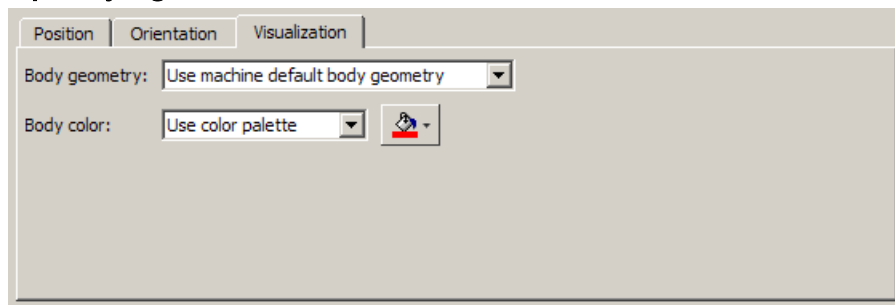 Position Orientation Visualization
Body geometry: Use machine default body geometry
Body color: Use color palette